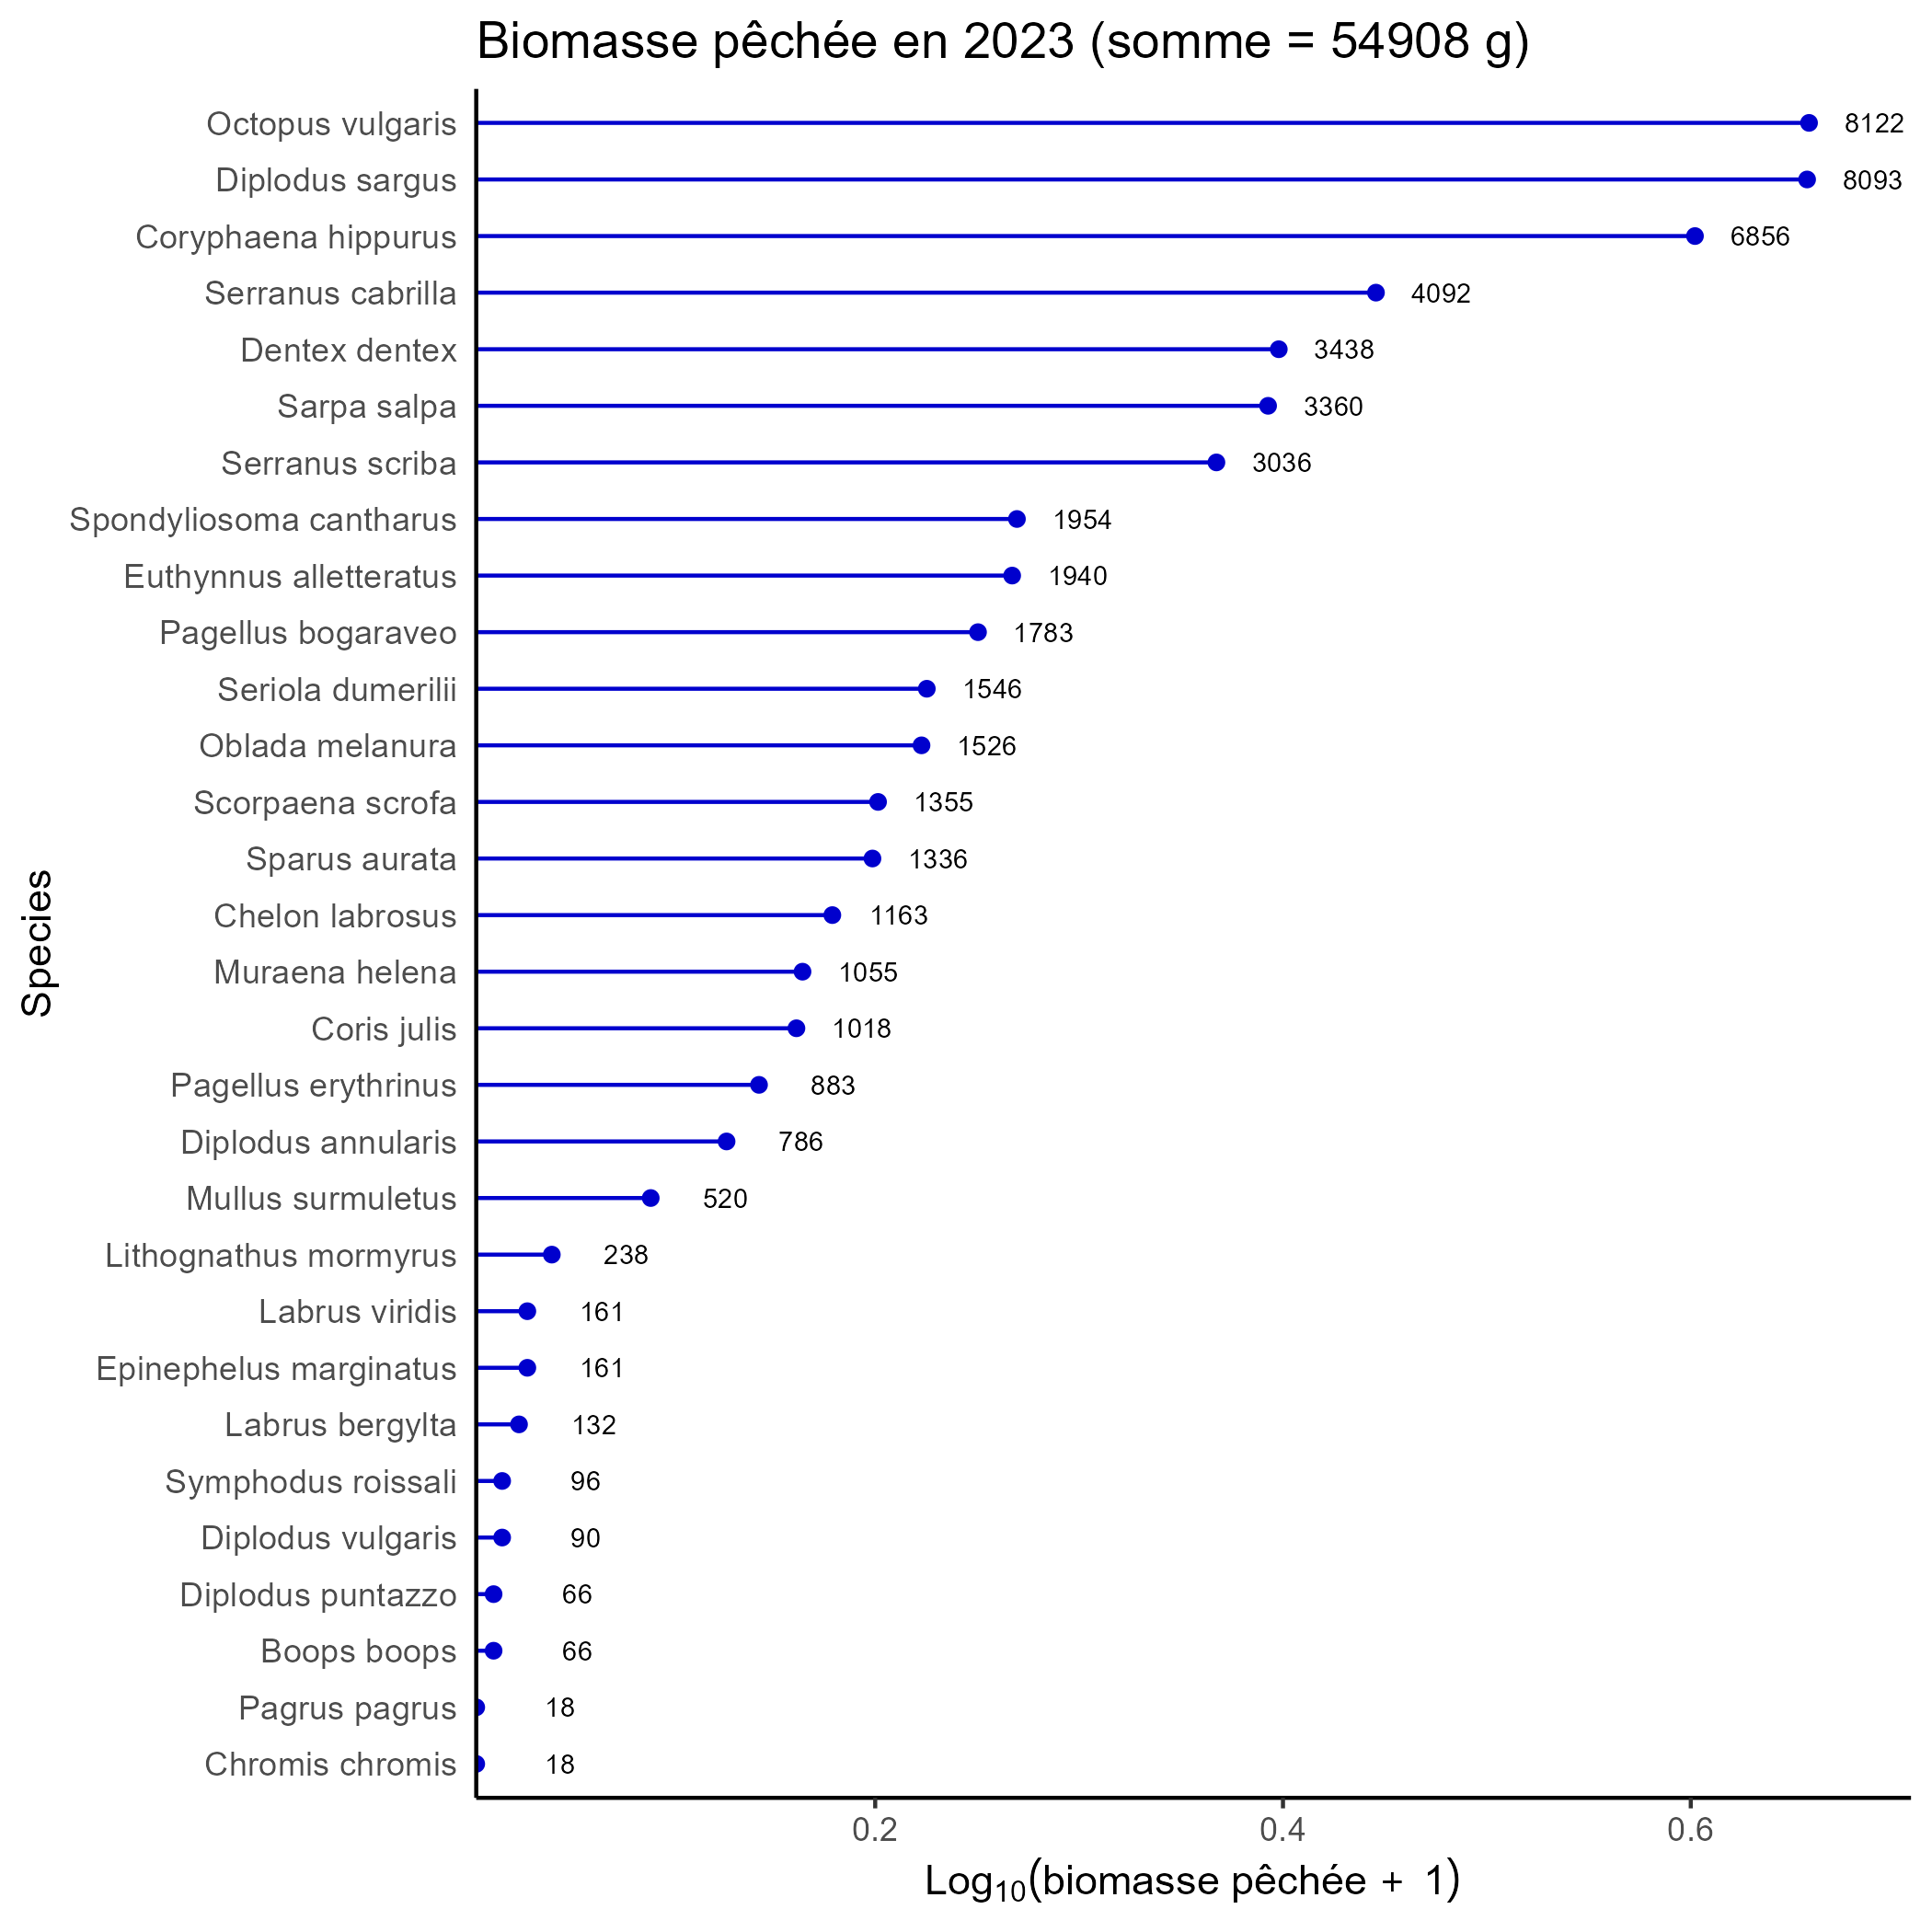 Biomasse pêchée en 2023 (somme = 54908 g)
Octopus vulgaris 8122
Diplodus sargus 8093
Coryphaena hippurus 6856
Serranus cabrilla 4092
Dentex dentex 3438
Sarpa salpa 3360
Serranus scriba 3036
Spondyliosoma cantharus 1954
Euthynnus alletteratus 1940
Pagellus bogaraveo 1783
Seriola dumerilii 1546
Oblada melanura 1526
Scorpaena scrofa 1355
Sparus aurata 1336
Chelon labrosus 1163
Muraena helena 1055
Coris julis 1018
Pagellus erythrinus 883
Diplodus annularis 786
Mullus surmuletus 520
Lithognathus mormyrus 238
Labrus viridis 161
Epinephelus marginatus 161
Labrus bergylta 132
Symphodus roissali 96
Diplodus vulgaris 90
Diplodus puntazzo 66
Boops boops 66
Pagrus pagrus 18
Chromis chromis 18
Species
0.2 0.4 0.6
Log₁₀(biomasse pêchée + 1)